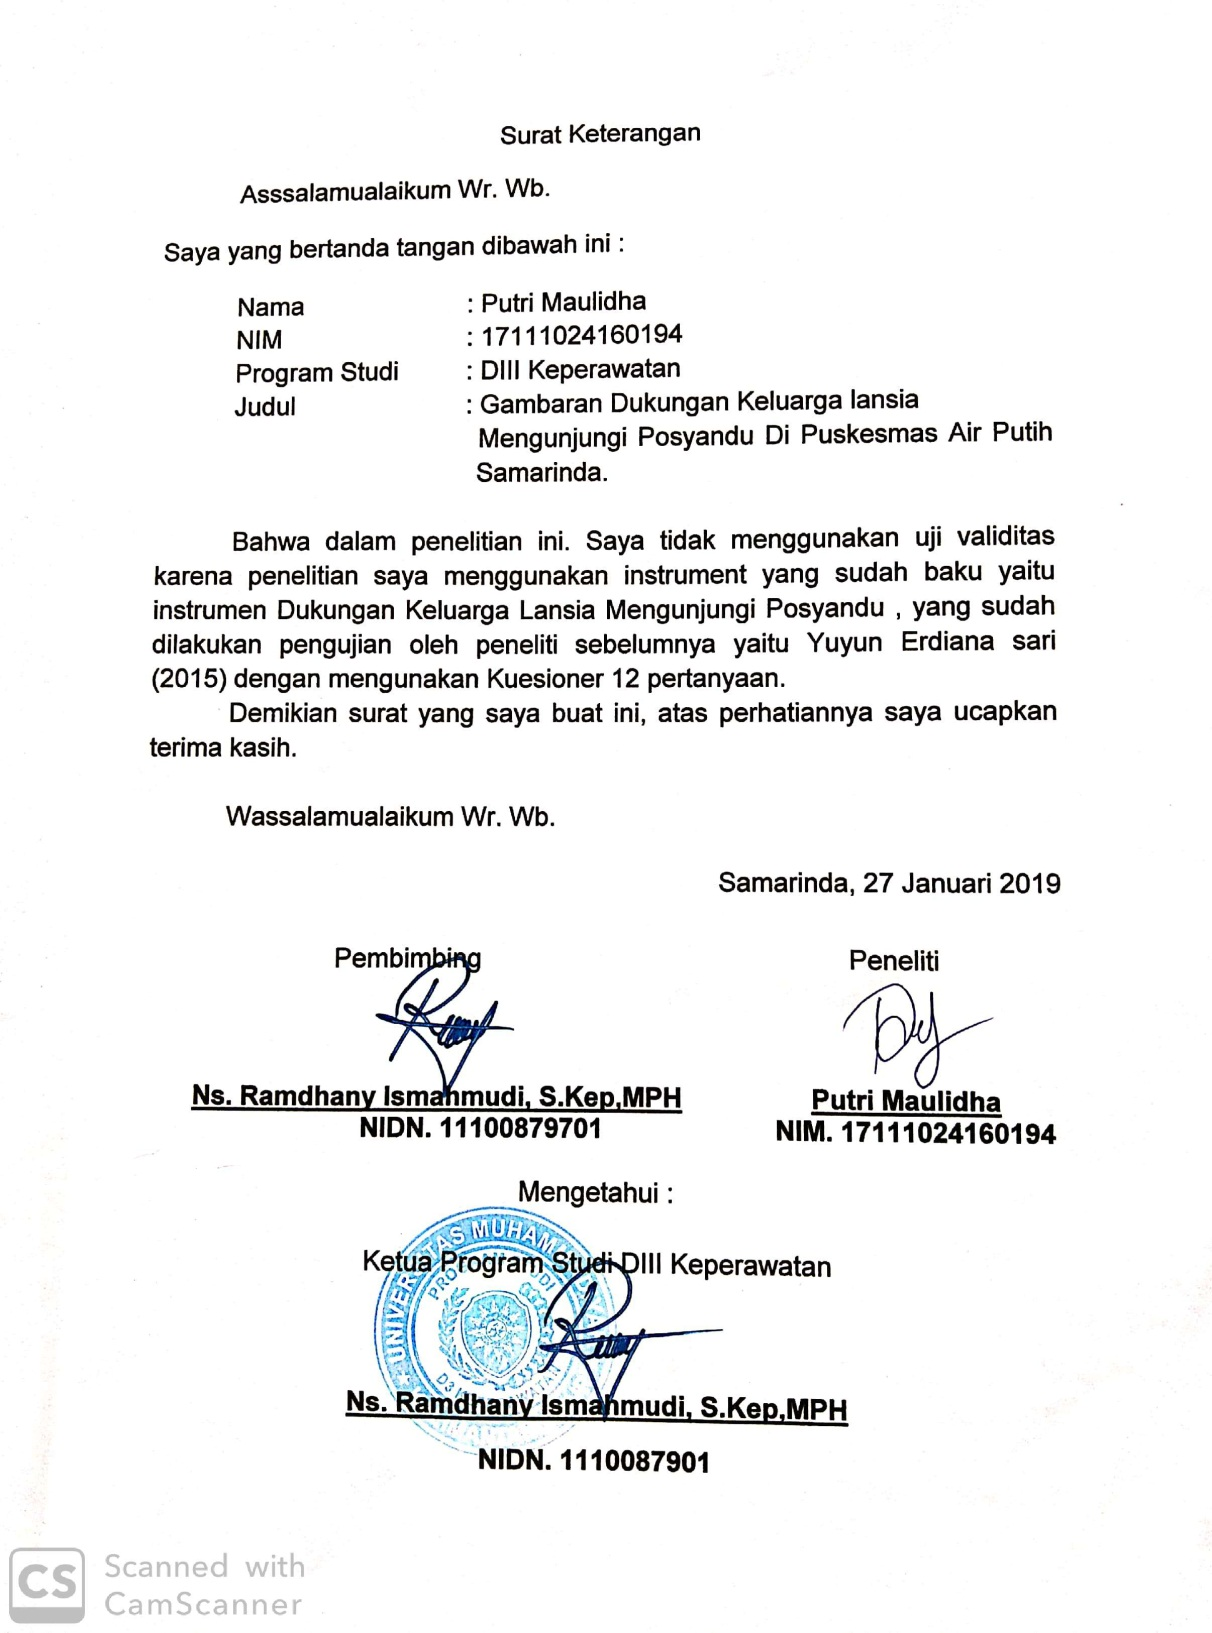 Surat Keterangan
Asssalamualaikum Wr. Wb.
Saya yang bertanda tangan dibawah ini :
Nama : Putri Maulidha
NIM : 17111024160194
Program Studi : DIII Keperawatan
Judul : Gambaran Dukungan Keluarga lansia
Mengunjungi Posyandu Di Puskesmas Air Putih
Samarinda.
Bahwa dalam penelitian ini. Saya tidak menggunakan uji validitas
karena penelitian saya menggunakan instrument yang sudah baku yaitu
instrumen Dukungan Keluarga Lansia Mengunjungi Posyandu , yang sudah
dilakukan pengujian oleh peneliti sebelumnya yaitu Yuyun Erdiana sari
(2015) dengan mengunakan Kuesioner 12 pertanyaan.
Demikian surat yang saya buat ini, atas perhatiannya saya ucapkan
terima kasih.
Wassalamualaikum Wr. Wb.
Samarinda, 27 Januari 2019
Pembimbing Peneliti
Ns. Ramdhany Ismahmudi, S.Kep,MPH Putri Maulidha
NIDN. 11100879701 NIM. 17111024160194
Mengetahui :
Ketua Program Studi DIII Keperawatan
UNIVERSITAS
Ns. Ramdhany Ismahmudi, S.Kep,MPH
NIDN. 1110087901
CS Scanned with
CamScanner